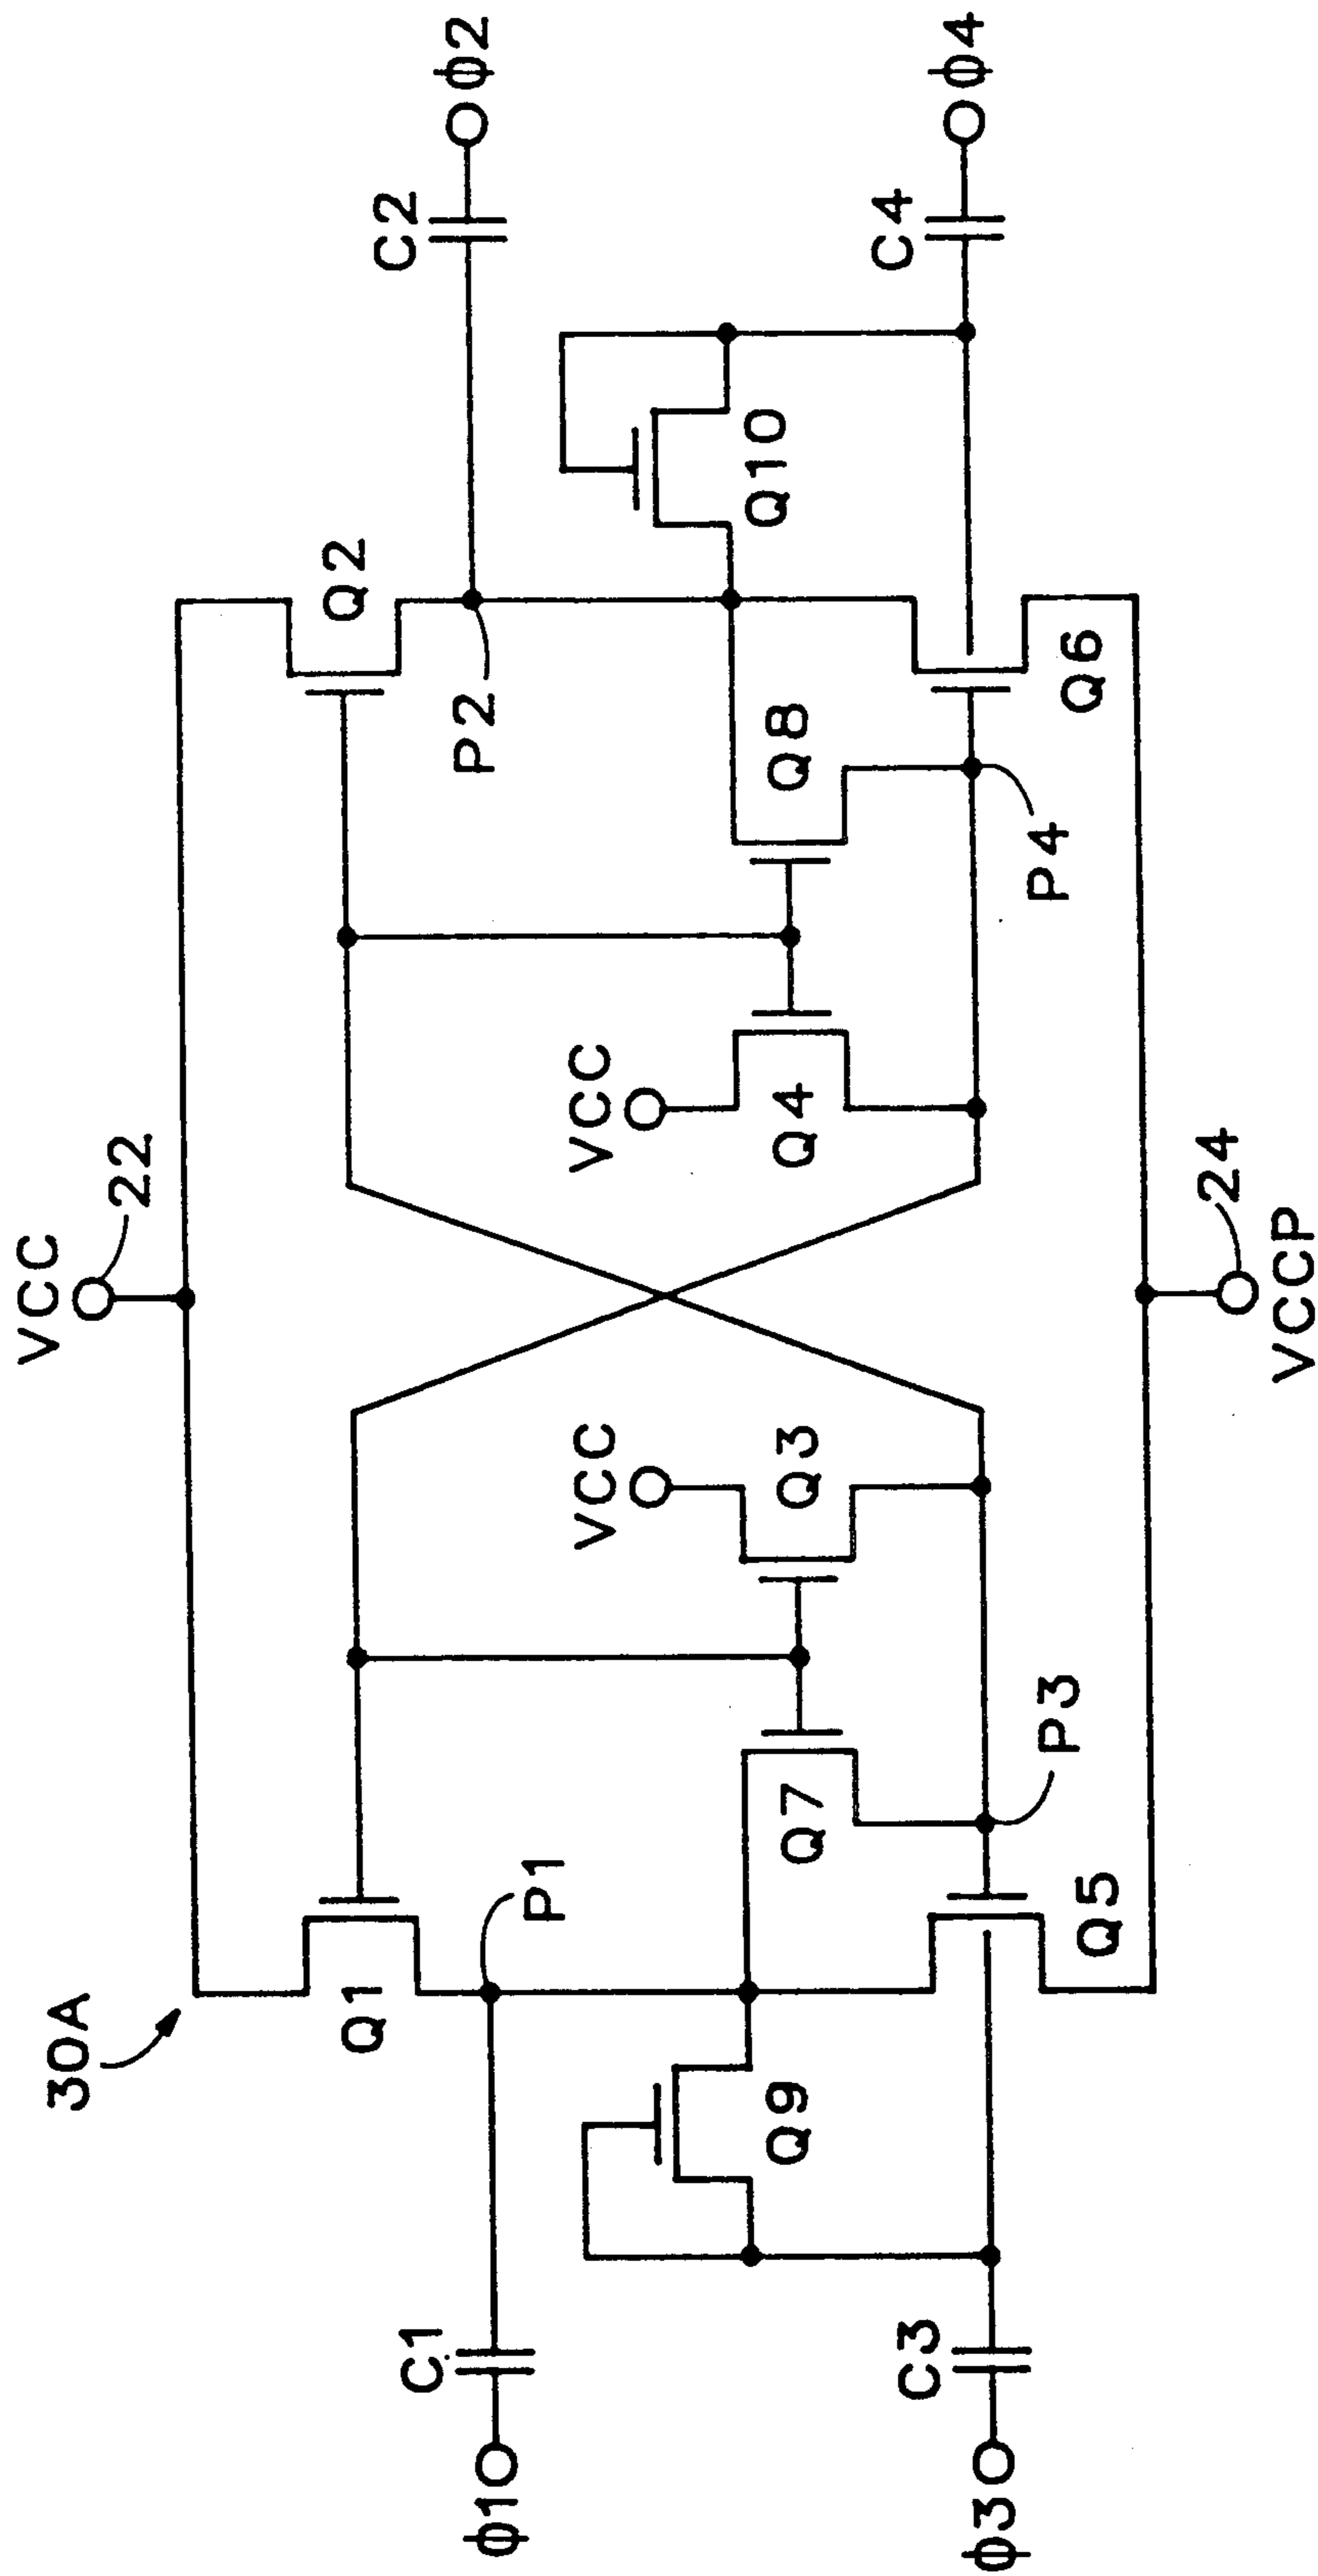 30A
VCC
22
Q1
Q2
P1
P2
C1
C2
ϕ1
ϕ2
VCC
VCC
Q9
Q7
Q3
Q4
Q8
Q10
C3
C4
ϕ3
ϕ4
P3
P4
Q5
Q6
24
VCCP